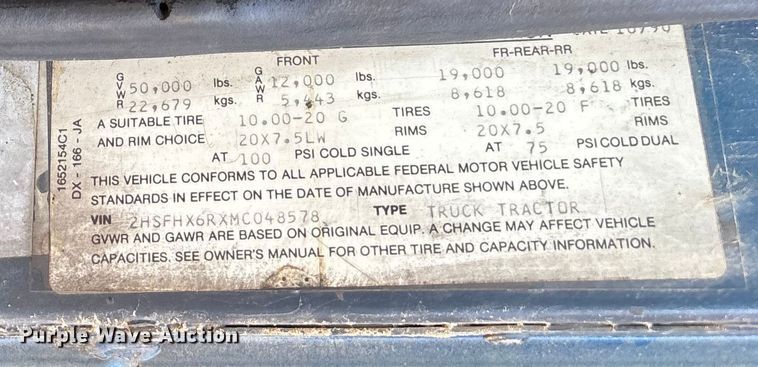 DATE 10/90
FRONT FR-REAR-RR
GVWR 50,000 lbs. GAWR 12,000 lbs. 19,000 19,000 lbs.
22,679 kgs. 5,443 kgs. 8,618 8,618 kgs.
A SUITABLE TIRE 10.00-20 G TIRES 10.00-20 F TIRES
AND RIM CHOICE 20X7.5LW RIMS 20X7.5 RIMS
AT 100 PSI COLD SINGLE AT 75 PSI COLD DUAL
THIS VEHICLE CONFORMS TO ALL APPLICABLE FEDERAL MOTOR VEHICLE SAFETY
STANDARDS IN EFFECT ON THE DATE OF MANUFACTURE SHOWN ABOVE.
VIN 2HSFHX6RXMC048578 TYPE TRUCK TRACTOR
GVWR AND GAWR ARE BASED ON ORIGINAL EQUIP. A CHANGE MAY AFFECT VEHICLE
CAPACITIES. SEE OWNER'S MANUAL FOR OTHER TIRE AND CAPACITY INFORMATION.
1652154C1
DX - 166 - JA
Purple Wave Auction